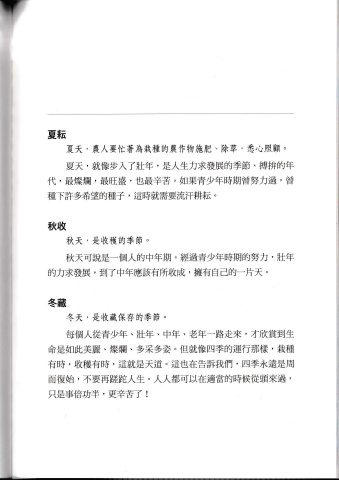 夏耘
夏天，農人要忙著為栽種的農作物施肥、除草，悉心照顧。
夏天，就像步入了壯年，是人生力求發展的季節、搏拚的年
代，最燦爛，最旺盛，也最辛苦。如果青少年時期曾努力過，曾
種下許多希望的種子，這時就需要流汗耕耘。
秋收
秋天，是收穫的季節。
秋天可說是一個人的中年期。經過青少年時期的努力，壯年
的力求發展，到了中年應該有所收成，擁有自己的一片天。
冬藏
冬天，是收藏保存的季節。
每個人從青少年、壯年、中年、老年一路走來，才欣賞到生
命是如此美麗、燦爛、多采多姿。但就像四季的運行那樣，栽種
有時，收穫有時，這就是天道。這也在告訴我們，四季永遠是周
而復始，不要再蹉跎人生。人人都可以在適當的時候從頭來過，
只是事倍功半，更辛苦了！